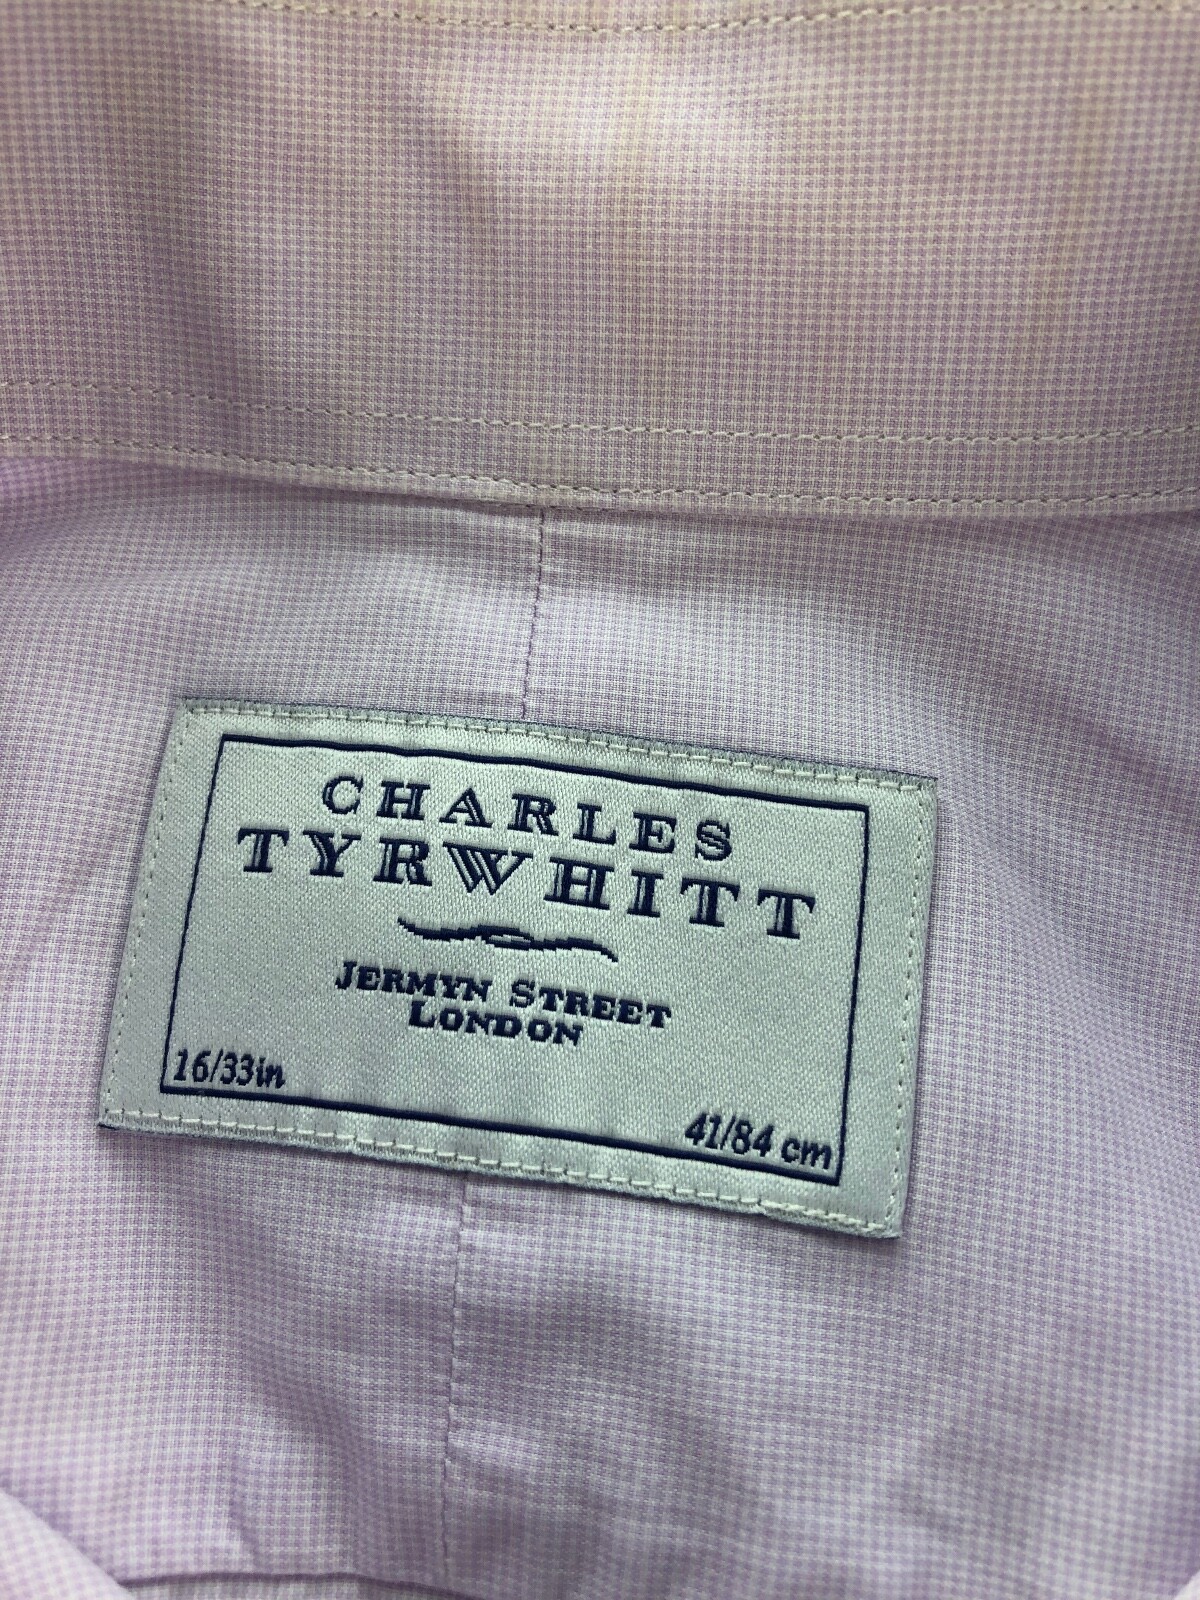 CHARLES
TYRWHITT
JERMYN STREET
LONDON
16/33in
41/84 cm